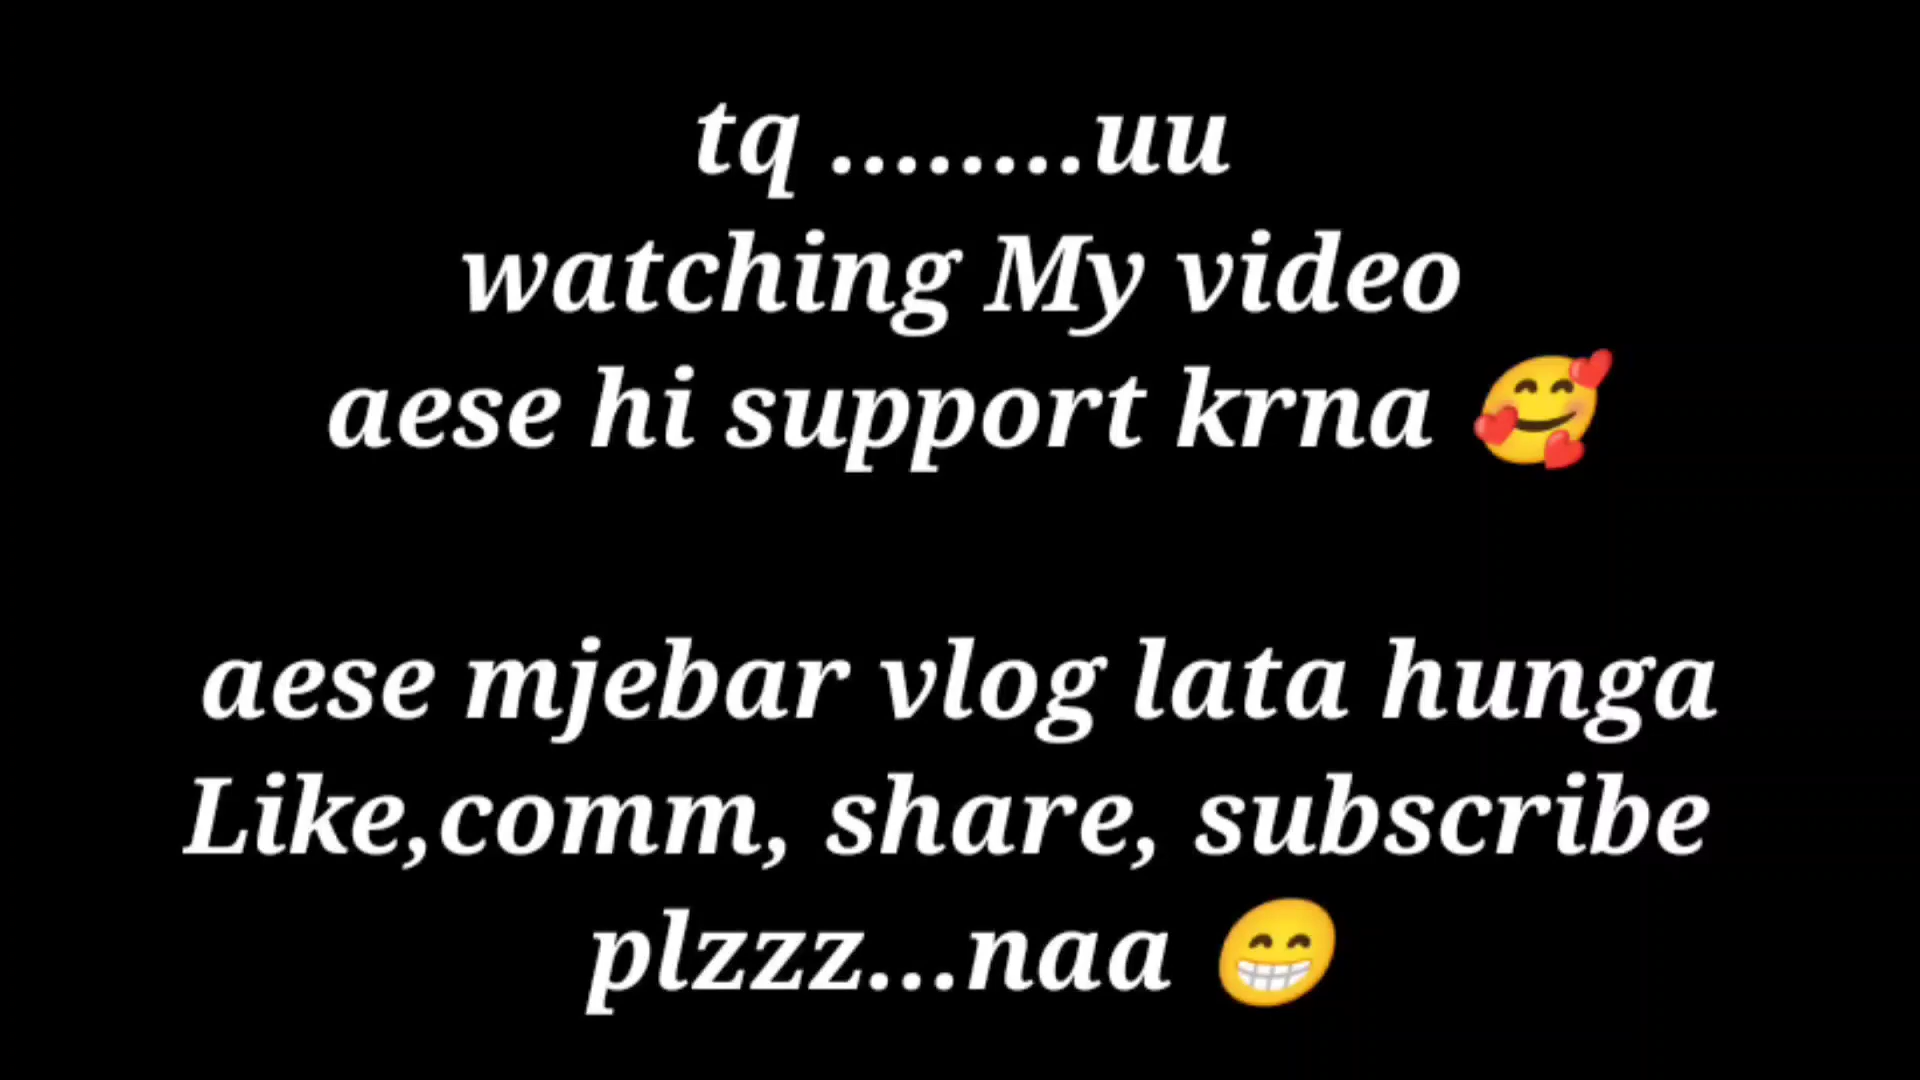 tq ........uu
watching My video
aese hi support krna 🥰
aese mjebar vlog lata hunga
Like,comm, share, subscribe
plzzz...naa 😁